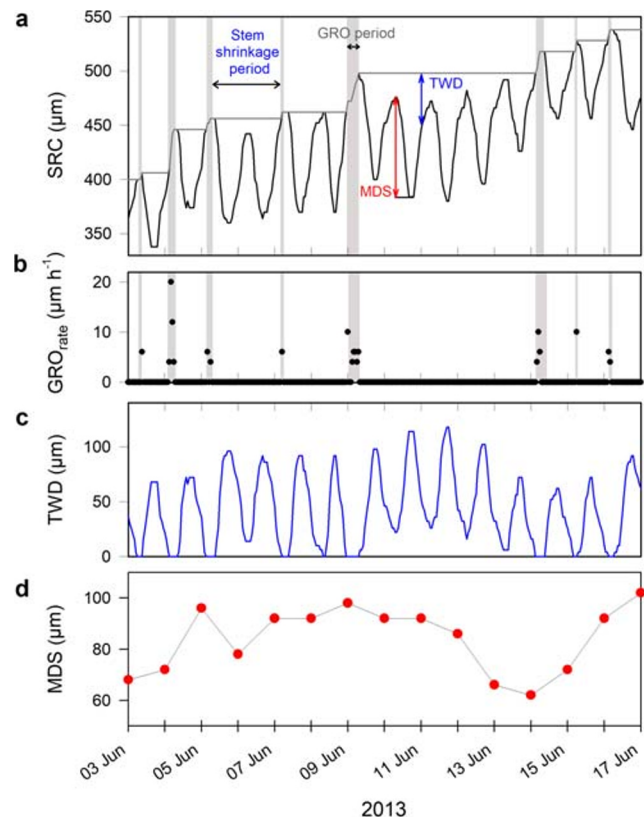 a
550
500
450
400
350
SRC (µm)
Stem
shrinkage
period
GRO period
TWD
MDS
b
20
10
0
GROrate (µm h-1)
c
100
50
0
TWD (µm)
d
100
80
60
MDS (µm)
03 Jun
05 Jun
07 Jun
09 Jun
11 Jun
13 Jun
15 Jun
17 Jun
2013